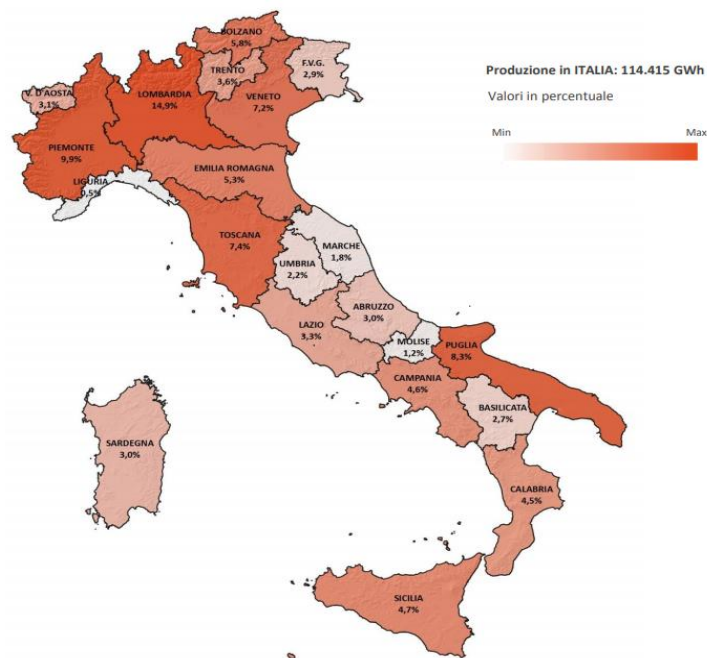 BOLZANO
5,8%
TRENTO
3,6%
F.V.G.
2,9%
V. D'AOSTA
3,1%
LOMBARDIA
14,9%
VENETO
7,2%
PIEMONTE
9,9%
EMILIA ROMAGNA
5,3%
LIGURIA
0,5%
TOSCANA
7,4%
MARCHE
1,8%
UMBRIA
2,2%
ABRUZZO
3,0%
LAZIO
3,3%
MOLISE
1,2%
PUGLIA
8,3%
CAMPANIA
4,6%
BASILICATA
2,7%
SARDEGNA
3,0%
CALABRIA
4,5%
SICILIA
4,7%
Produzione in ITALIA: 114.415 GWh
Valori in percentuale
Min Max